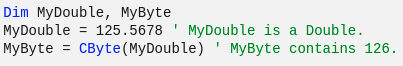 Dim MyDouble, MyByte
MyDouble = 125.5678 ' MyDouble is a Double.
MyByte = CByte(MyDouble) ' MyByte contains 126.